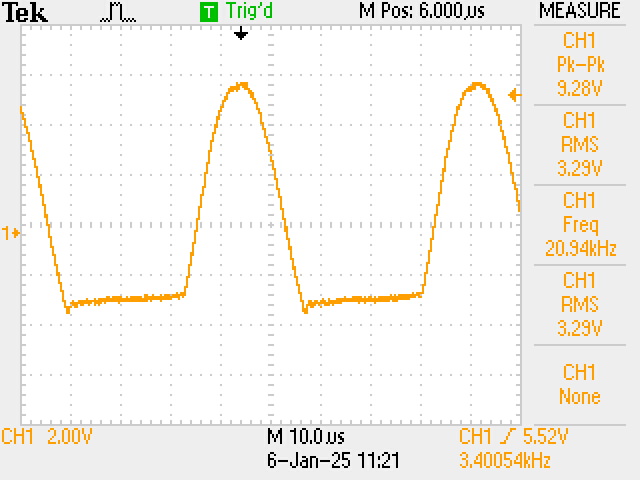 Tek T Trig'd M Pos: 6.000µs MEASURE
CH1
Pk-Pk
9.28V
CH1
RMS
3.29V
CH1
Freq
20.94kHz
CH1
RMS
3.29V
CH1
None
1
CH1 2.00V M 10.0µs CH1 5.52V
6-Jan-25 11:21 3.40054kHz